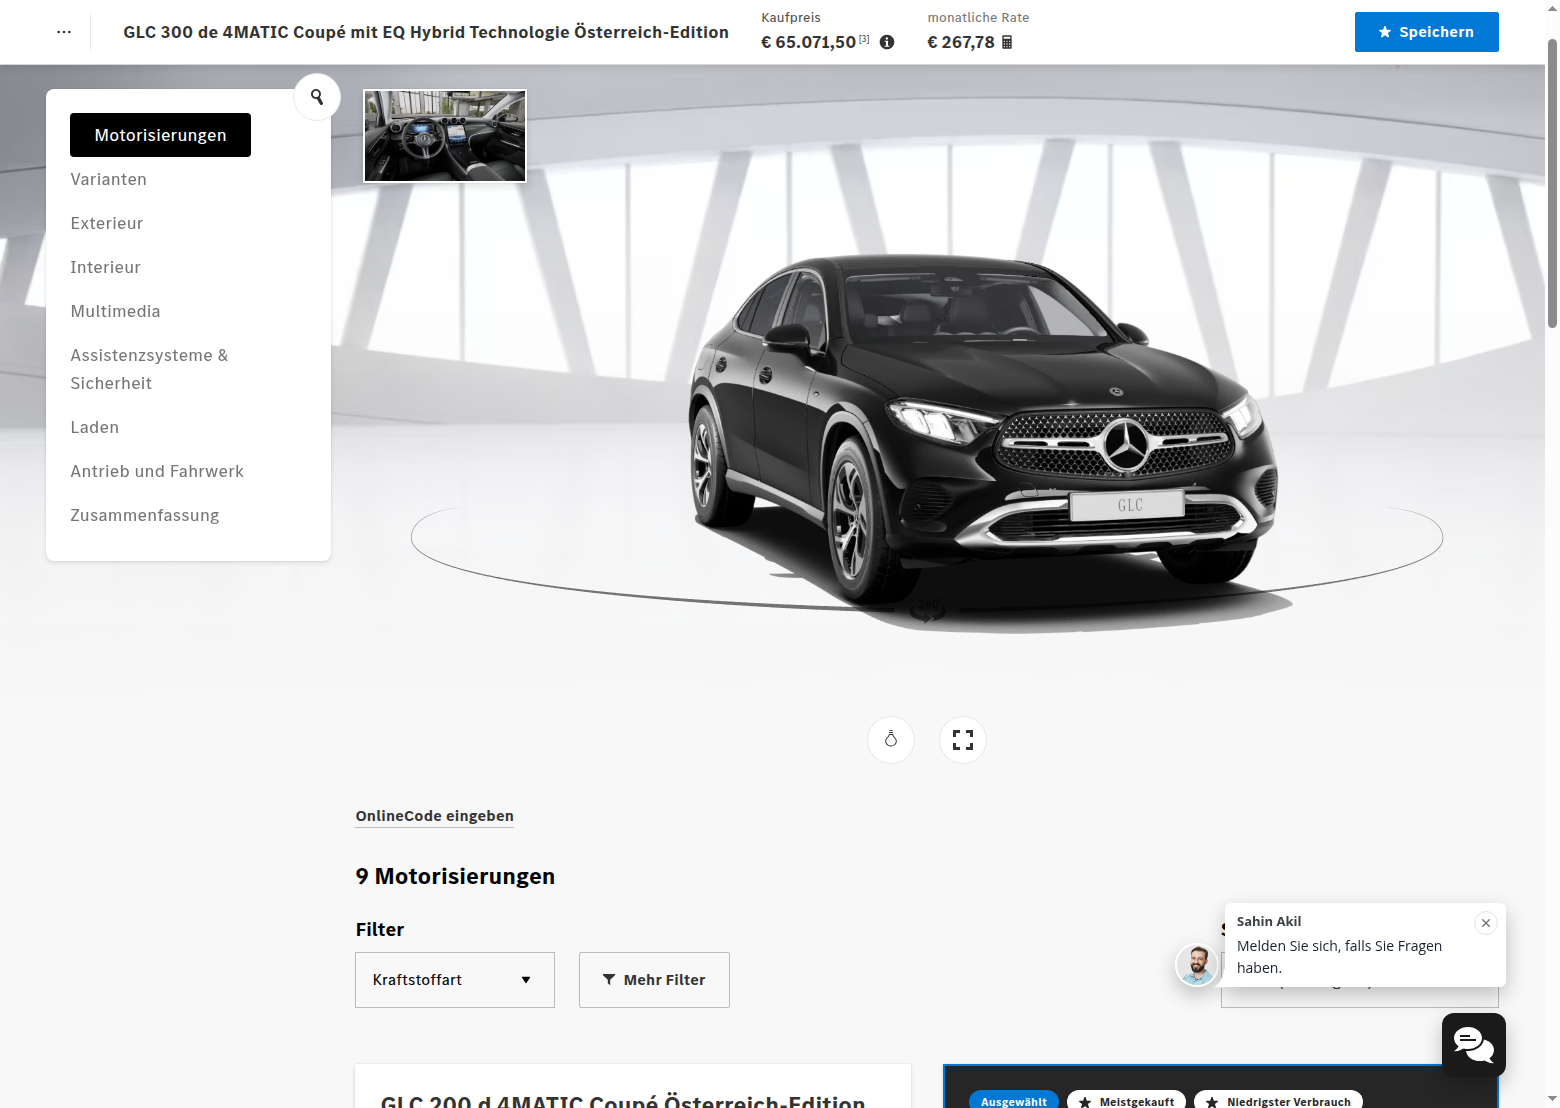 GLC 300 de 4MATIC Coupé mit EQ Hybrid Technologie Österreich-Edition
Kaufpreis
€ 65.071,50 [3]
monatliche Rate
€ 267,78
Speichern
Motorisierungen
Varianten
Exterieur
Interieur
Multimedia
Assistenzsysteme &
Sicherheit
Laden
Antrieb und Fahrwerk
Zusammenfassung
GLC
360°
OnlineCode eingeben
9 Motorisierungen
Filter
Kraftstoffart
Mehr Filter
Sahin Akil
Melden Sie sich, falls Sie Fragen
haben.
GLC 200 d 4MATIC Coupé Österreich-Edition
Ausgewählt
Meistgekauft
Niedrigster Verbrauch